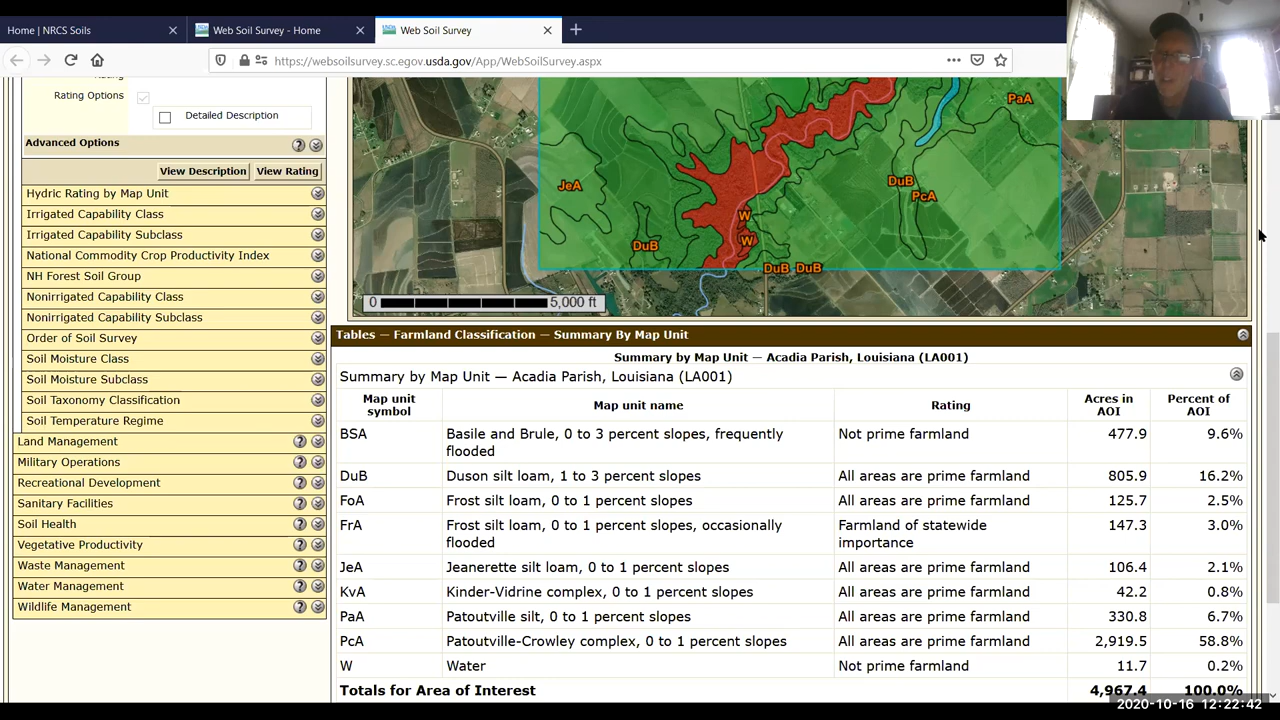 Home | NRCS Soils
Web Soil Survey - Home
Web Soil Survey
https://websoilsurvey.sc.egov.usda.gov/App/WebSoilSurvey.aspx
Rating
Rating Options
Detailed Description
Advanced Options
View Description View Rating
Hydric Rating by Map Unit
Irrigated Capability Class
Irrigated Capability Subclass
National Commodity Crop Productivity Index
NH Forest Soil Group
Nonirrigated Capability Class
Nonirrigated Capability Subclass
Order of Soil Survey
Soil Moisture Class
Soil Moisture Subclass
Soil Taxonomy Classification
Soil Temperature Regime
Land Management
Military Operations
Recreational Development
Sanitary Facilities
Soil Health
Vegetative Productivity
Waste Management
Water Management
Wildlife Management
PaA
JeA
DuB
PcA
W
W
DuB
DuB DuB
0 5,000 ft
Tables — Farmland Classification — Summary By Map Unit
Summary by Map Unit — Acadia Parish, Louisiana (LA001)
Summary by Map Unit — Acadia Parish, Louisiana (LA001)
Map unit symbol Map unit name Rating Acres in AOI Percent of AOI
BSA Basile and Brule, 0 to 3 percent slopes, frequently flooded Not prime farmland 477.9 9.6%
DuB Duson silt loam, 1 to 3 percent slopes All areas are prime farmland 805.9 16.2%
FoA Frost silt loam, 0 to 1 percent slopes All areas are prime farmland 125.7 2.5%
FrA Frost silt loam, 0 to 1 percent slopes, occasionally flooded Farmland of statewide importance 147.3 3.0%
JeA Jeanerette silt loam, 0 to 1 percent slopes All areas are prime farmland 106.4 2.1%
KvA Kinder-Vidrine complex, 0 to 1 percent slopes All areas are prime farmland 42.2 0.8%
PaA Patoutville silt, 0 to 1 percent slopes All areas are prime farmland 330.8 6.7%
PcA Patoutville-Crowley complex, 0 to 1 percent slopes All areas are prime farmland 2,919.5 58.8%
W Water Not prime farmland 11.7 0.2%
Totals for Area of Interest 4,967.4 100.0%
2020-10-16 12:22:42